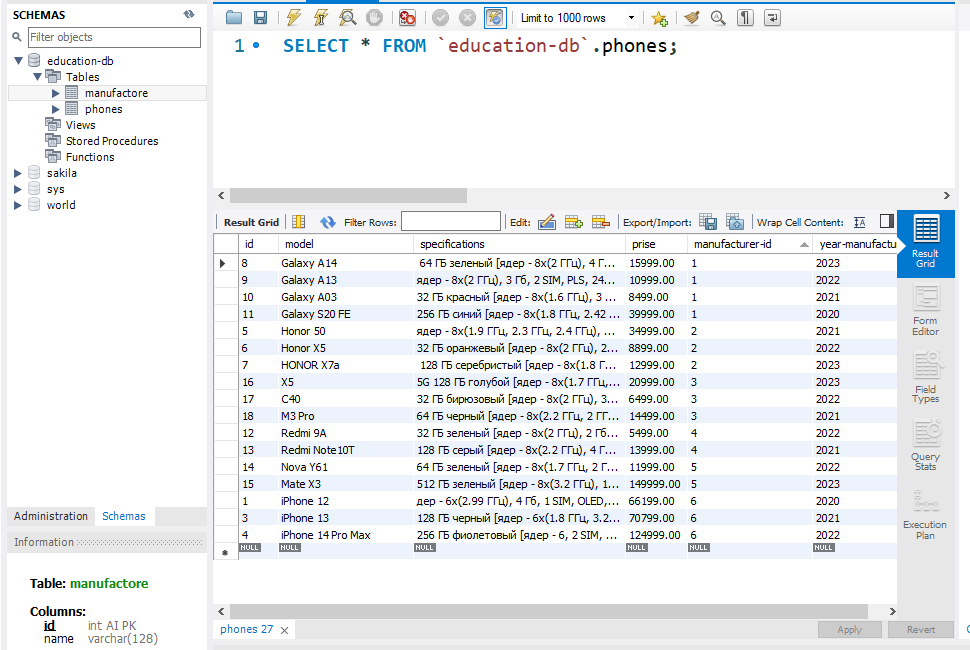 SCHEMAS
Filter objects
education-db
Tables
manufactore
phones
Views
Stored Procedures
Functions
sakila
sys
world
Administration Schemas
Information
Table: manufactore
Columns:
id int AI PK
name varchar(128)
Limit to 1000 rows
1 SELECT * FROM `education-db`.phones;
Result Grid Filter Rows: Edit: Export/Import: Wrap Cell Content:
id model specifications prise manufacturer-id year-manufactu
8 Galaxy A14 64 ГБ зеленый [ядер - 8x(2 ГГц), 4 Г... 15999.00 1 2023
9 Galaxy A13 ядер - 8x(2 ГГц), 3 Гб, 2 SIM, PLS, 24... 10999.00 1 2022
10 Galaxy A03 32 ГБ красный [ядер - 8x(1.6 ГГц), 3 ... 8499.00 1 2021
11 Galaxy S20 FE 256 ГБ синий [ядер - 8x(1.8 ГГц, 2.42 ... 39999.00 1 2020
5 Honor 50 ядер - 8x(1.9 ГГц, 2.3 ГГц, 2.4 ГГц), ... 34999.00 2 2021
6 Honor X5 32 ГБ оранжевый [ядер - 8x(2 ГГц), 2... 8899.00 2 2022
7 HONOR X7a 128 ГБ серебристый [ядер - 8x(1.8 Г... 12999.00 2 2023
16 X5 5G 128 ГБ голубой [ядер - 8x(1.7 ГГц,... 20999.00 3 2023
17 C40 32 ГБ бирюзовый [ядер - 8x(2 ГГц), 3... 6499.00 3 2022
18 M3 Pro 64 ГБ черный [ядер - 8x(2.2 ГГц, 2 ГГ... 14499.00 3 2021
12 Redmi 9A 32 ГБ зеленый [ядер - 8x(2 ГГц), 2 Гб... 5499.00 4 2022
13 Redmi Note 10T 128 ГБ серый [ядер - 8x(2.2 ГГц), 4 Г... 13999.00 4 2021
14 Nova Y61 64 ГБ зеленый [ядер - 8x(1.7 ГГц, 2 Г... 11999.00 5 2022
15 Mate X3 512 ГБ зеленый [ядер - 8x(3.2 ГГц), 1... 149999.00 5 2023
1 iPhone 12 дер - 6x(2.99 ГГц), 4 Гб, 1 SIM, OLED,... 66199.00 6 2020
3 iPhone 13 128 ГБ черный [ядер - 6x(1.8 ГГц, 3.2... 70799.00 6 2021
4 iPhone 14 Pro Max 256 ГБ фиолетовый [ядер - 6, 2 SIM, ... 124999.00 6 2022
NULL NULL NULL NULL NULL NULL
Result
Grid
Form
Editor
Field
Types
Query
Stats
Execution
Plan
phones 27
Apply Revert